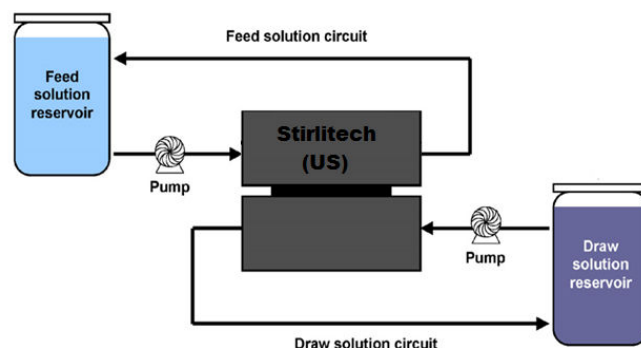 Feed solution circuit
Feed
solution
reservoir
Stirlitech
(US)
Pump
Pump
Draw
solution
reservoir
Draw solution circuit